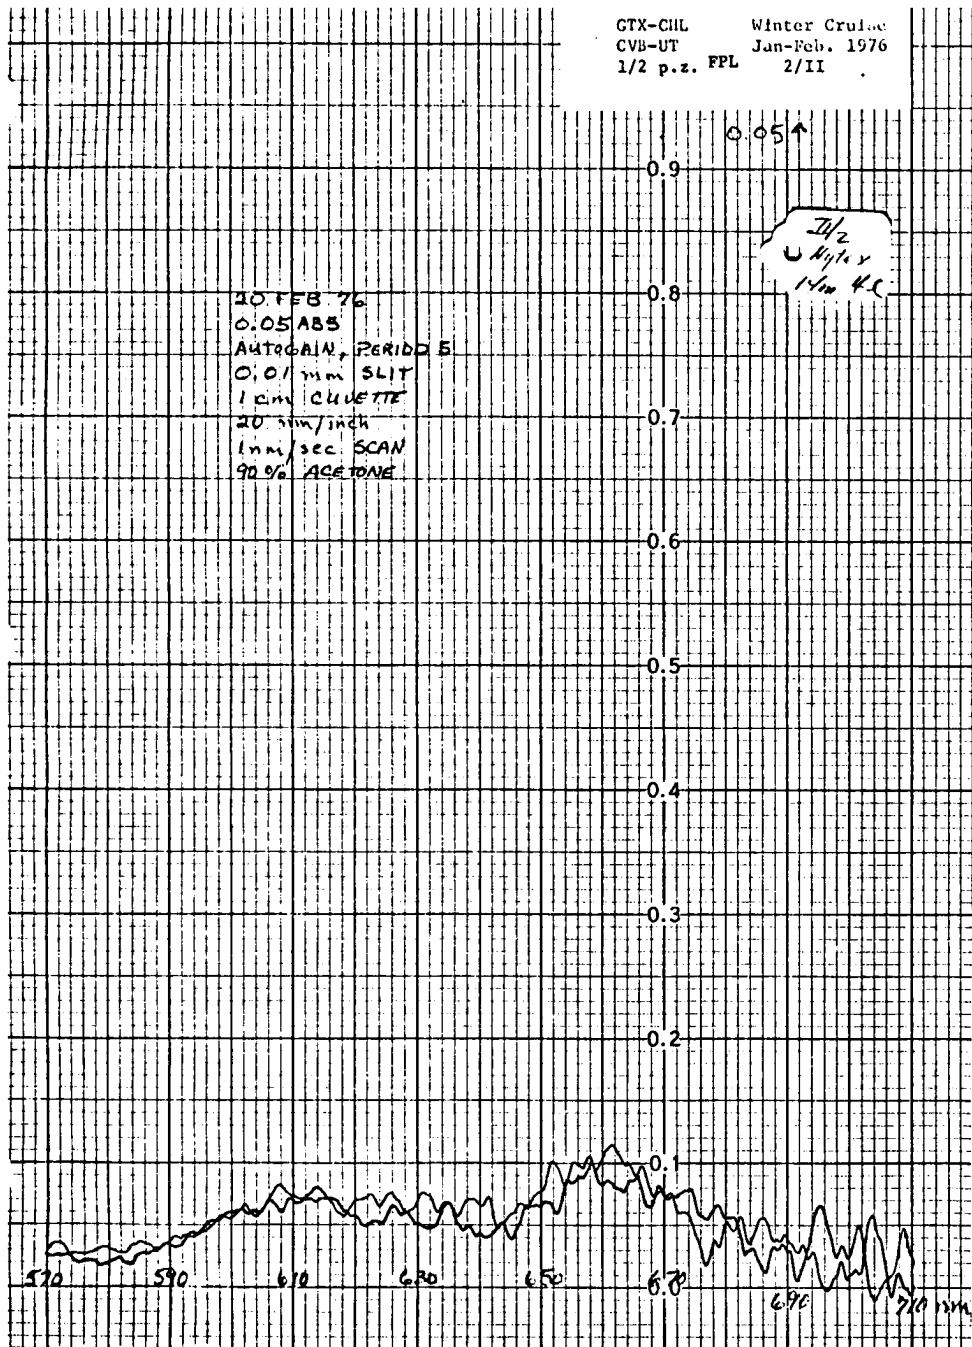 GTX-CHL Winter Cruise
CVB-UT Jan-Feb. 1976
1/2 p.z. FPL 2/II
0.05↑
0.9
II/2
0.8
20 FEB 76
0.05 ABS
AUTOGAIN, PERIOD 5
0.01 mm SLIT
1 cm CUVETTE
20 nm/inch
1nm/sec SCAN
90% ACETONE
0.7
0.6
0.5
0.4
0.3
0.2
0.1
0.0
570 590 610 630 650 670 690 710 nm